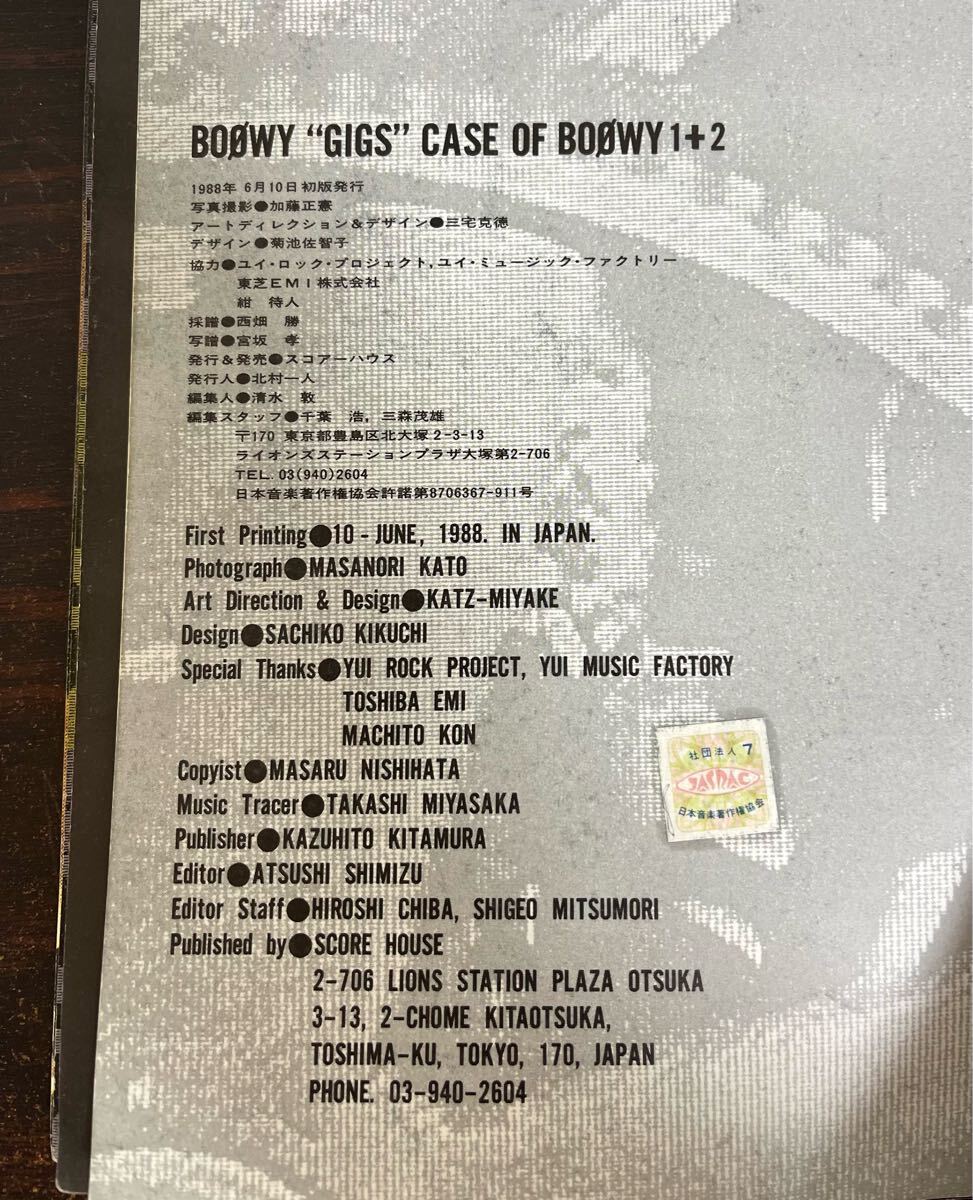 BOØWY “GIGS” CASE OF BOØWY 1+2
1988年 6月10日初版発行
写真撮影●加藤正憲
アートディレクション&デザイン●三宅克徳
デザイン●菊池佐智子
協力●ユイ・ロック・プロジェクト,ユイ・ミュージック・ファクトリー
東芝EMI株式会社
紺 待人
採譜●西畑 勝
写譜●宮坂 孝
発行&発売●スコアーハウス
発行人●北村一人
編集人●清水 敦
編集スタッフ●千葉 浩, 三森茂雄
〒170 東京都豊島区北大塚2-3-13
ライオンズステーションプラザ大塚第2-706
TEL. 03(940)2604
日本音楽著作権協会許諾第8706367-911号
First Printing●10-JUNE, 1988. IN JAPAN.
Photograph●MASANORI KATO
Art Direction & Design●KATZ-MIYAKE
Design●SACHIKO KIKUCHI
Special Thanks●YUI ROCK PROJECT, YUI MUSIC FACTORY
TOSHIBA EMI
MACHITO KON
Copyist●MASARU NISHIHATA
Music Tracer●TAKASHI MIYASAKA
Publisher●KAZUHITO KITAMURA
Editor●ATSUSHI SHIMIZU
Editor Staff●HIROSHI CHIBA, SHIGEO MITSUMORI
Published by●SCORE HOUSE
2-706 LIONS STATION PLAZA OTSUKA
3-13, 2-CHOME KITAOTSUKA,
TOSHIMA-KU, TOKYO, 170, JAPAN
PHONE. 03-940-2604
社団法人 7
JASRAC
日本音楽著作権協会